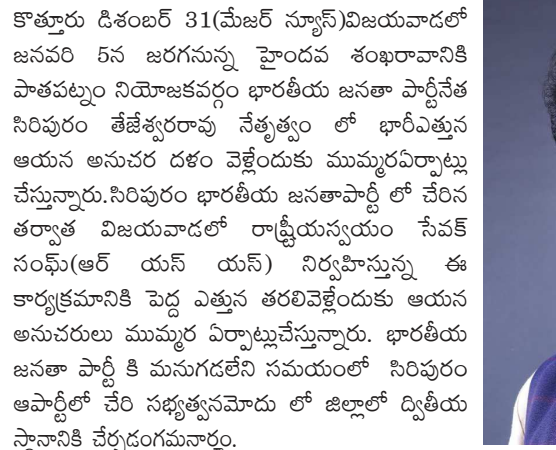 కొత్తూరు డిశంబర్ 31(మేజర్ న్యూస్)విజయవాడలో
జనవరి 5న జరగనున్న హైందవ శంఖరావానికి
పాతపట్నం నియోజకవర్గం భారతీయ జనతా పార్టీనేత
సిరిపురం తేజేశ్వరరావు నేతృత్వం లో భారీఎత్తున
ఆయన అనుచర దళం వెళ్లేందుకు ముమ్మరఏర్పాట్లు
చేస్తున్నారు.సిరిపురం భారతీయ జనతాపార్టీ లో చేరిన
తర్వాత విజయవాడలో రాష్ట్రీయస్వయం సేవక్
సంఘ్(ఆర్ యస్ యస్) నిర్వహిస్తున్న ఈ
కార్యక్రమానికి పెద్ద ఎత్తున తరలివెళ్లేందుకు ఆయన
అనుచరులు ముమ్మర ఏర్పాట్లుచేస్తున్నారు. భారతీయ
జనతా పార్టీ కి మనుగడలేని సమయంలో సిరిపురం
ఆపార్టీలో చేరి సభ్యత్వనమోదు లో జిల్లాలో ద్వితీయ
స్థానానికి చేర్చడంగమనార్హం.